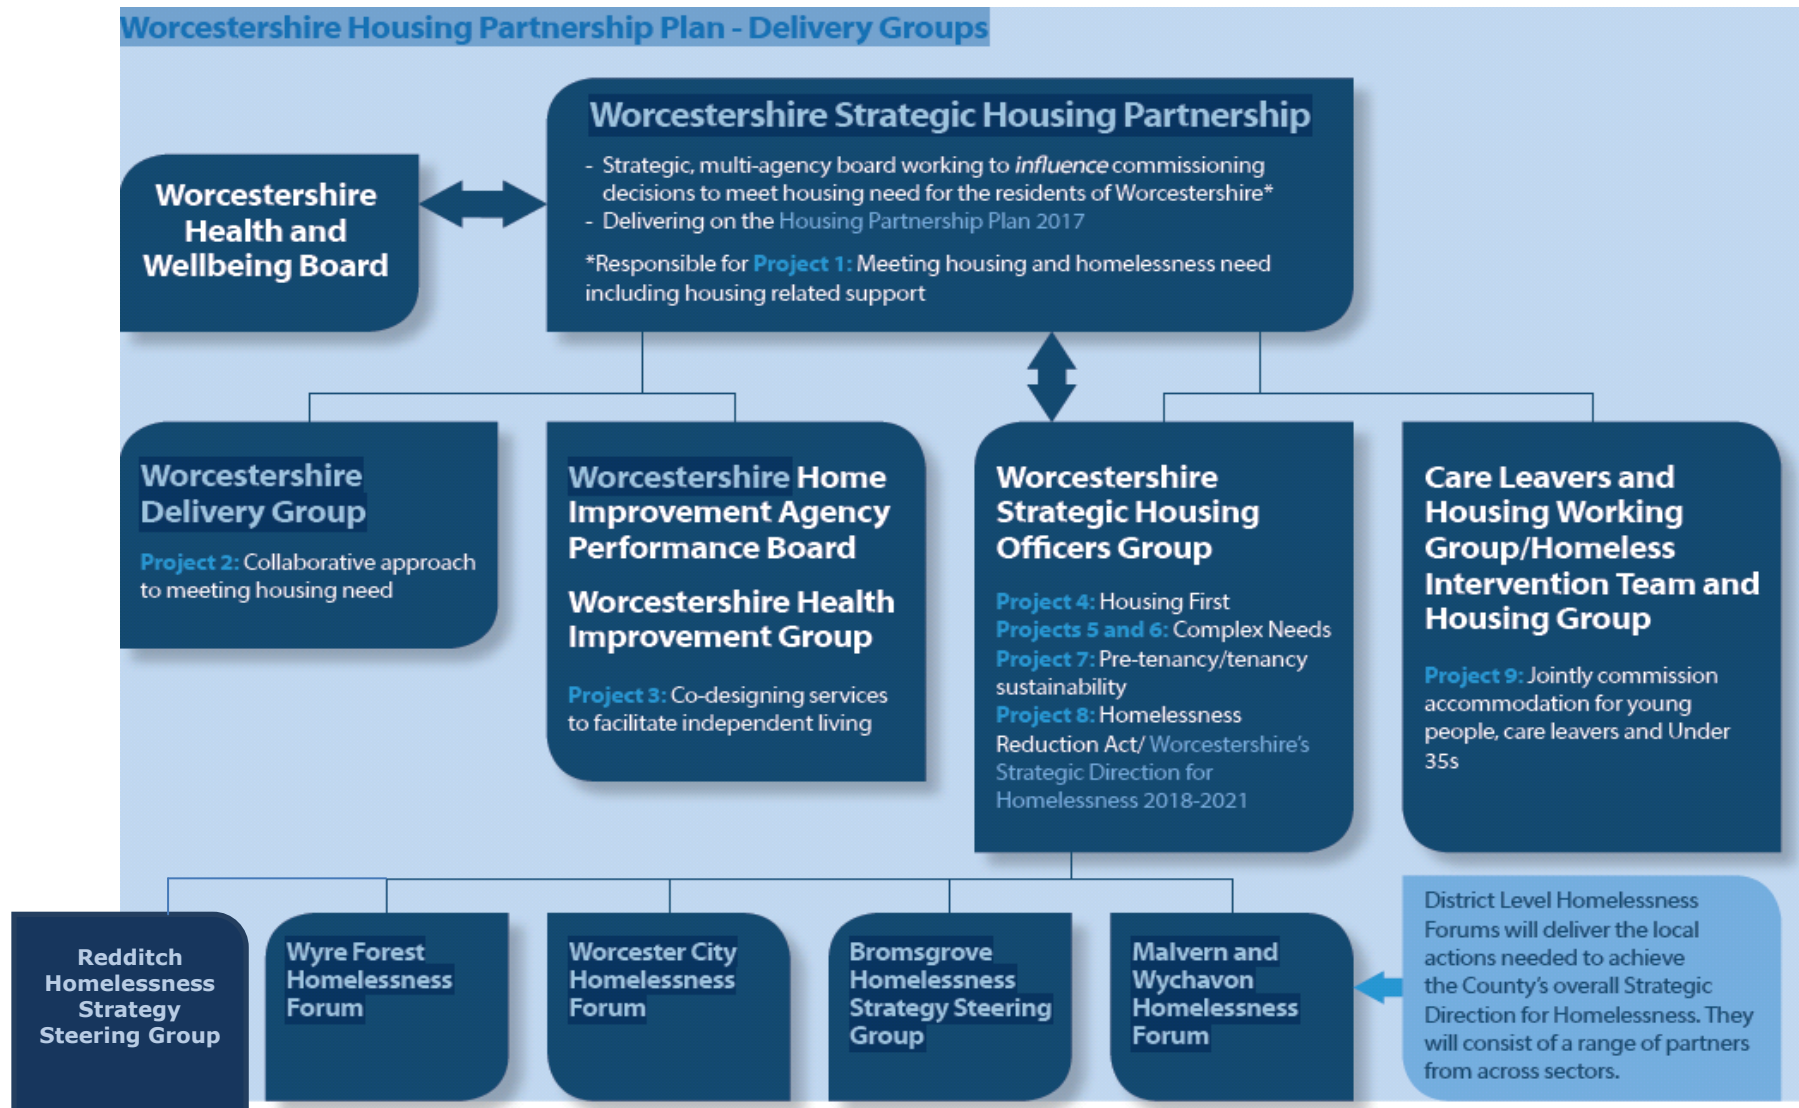 Worcestershire Housing Partnership Plan - Delivery Groups
Worcestershire Strategic Housing Partnership
- Strategic, multi-agency board working to influence commissioning
decisions to meet housing need for the residents of Worcestershire*
- Delivering on the Housing Partnership Plan 2017
*Responsible for Project 1: Meeting housing and homelessness need
including housing related support
Worcestershire
Health and
Wellbeing Board
Worcestershire
Delivery Group
Project 2: Collaborative approach
to meeting housing need
Worcestershire Home
Improvement Agency
Performance Board
Worcestershire Health
Improvement Group
Project 3: Co-designing services
to facilitate independent living
Worcestershire
Strategic Housing
Officers Group
Project 4: Housing First
Projects 5 and 6: Complex Needs
Project 7: Pre-tenancy/tenancy
sustainability
Project 8: Homelessness
Reduction Act/ Worcestershire's
Strategic Direction for
Homelessness 2018-2021
Care Leavers and
Housing Working
Group/Homeless
Intervention Team and
Housing Group
Project 9: Jointly commission
accommodation for young
people, care leavers and Under
35s
Redditch
Homelessness
Strategy
Steering Group
Wyre Forest
Homelessness
Forum
Worcester City
Homelessness
Forum
Bromsgrove
Homelessness
Strategy Steering
Group
Malvern and
Wychavon
Homelessness
Forum
District Level Homelessness
Forums will deliver the local
actions needed to achieve
the County's overall Strategic
Direction for Homelessness. They
will consist of a range of partners
from across sectors.